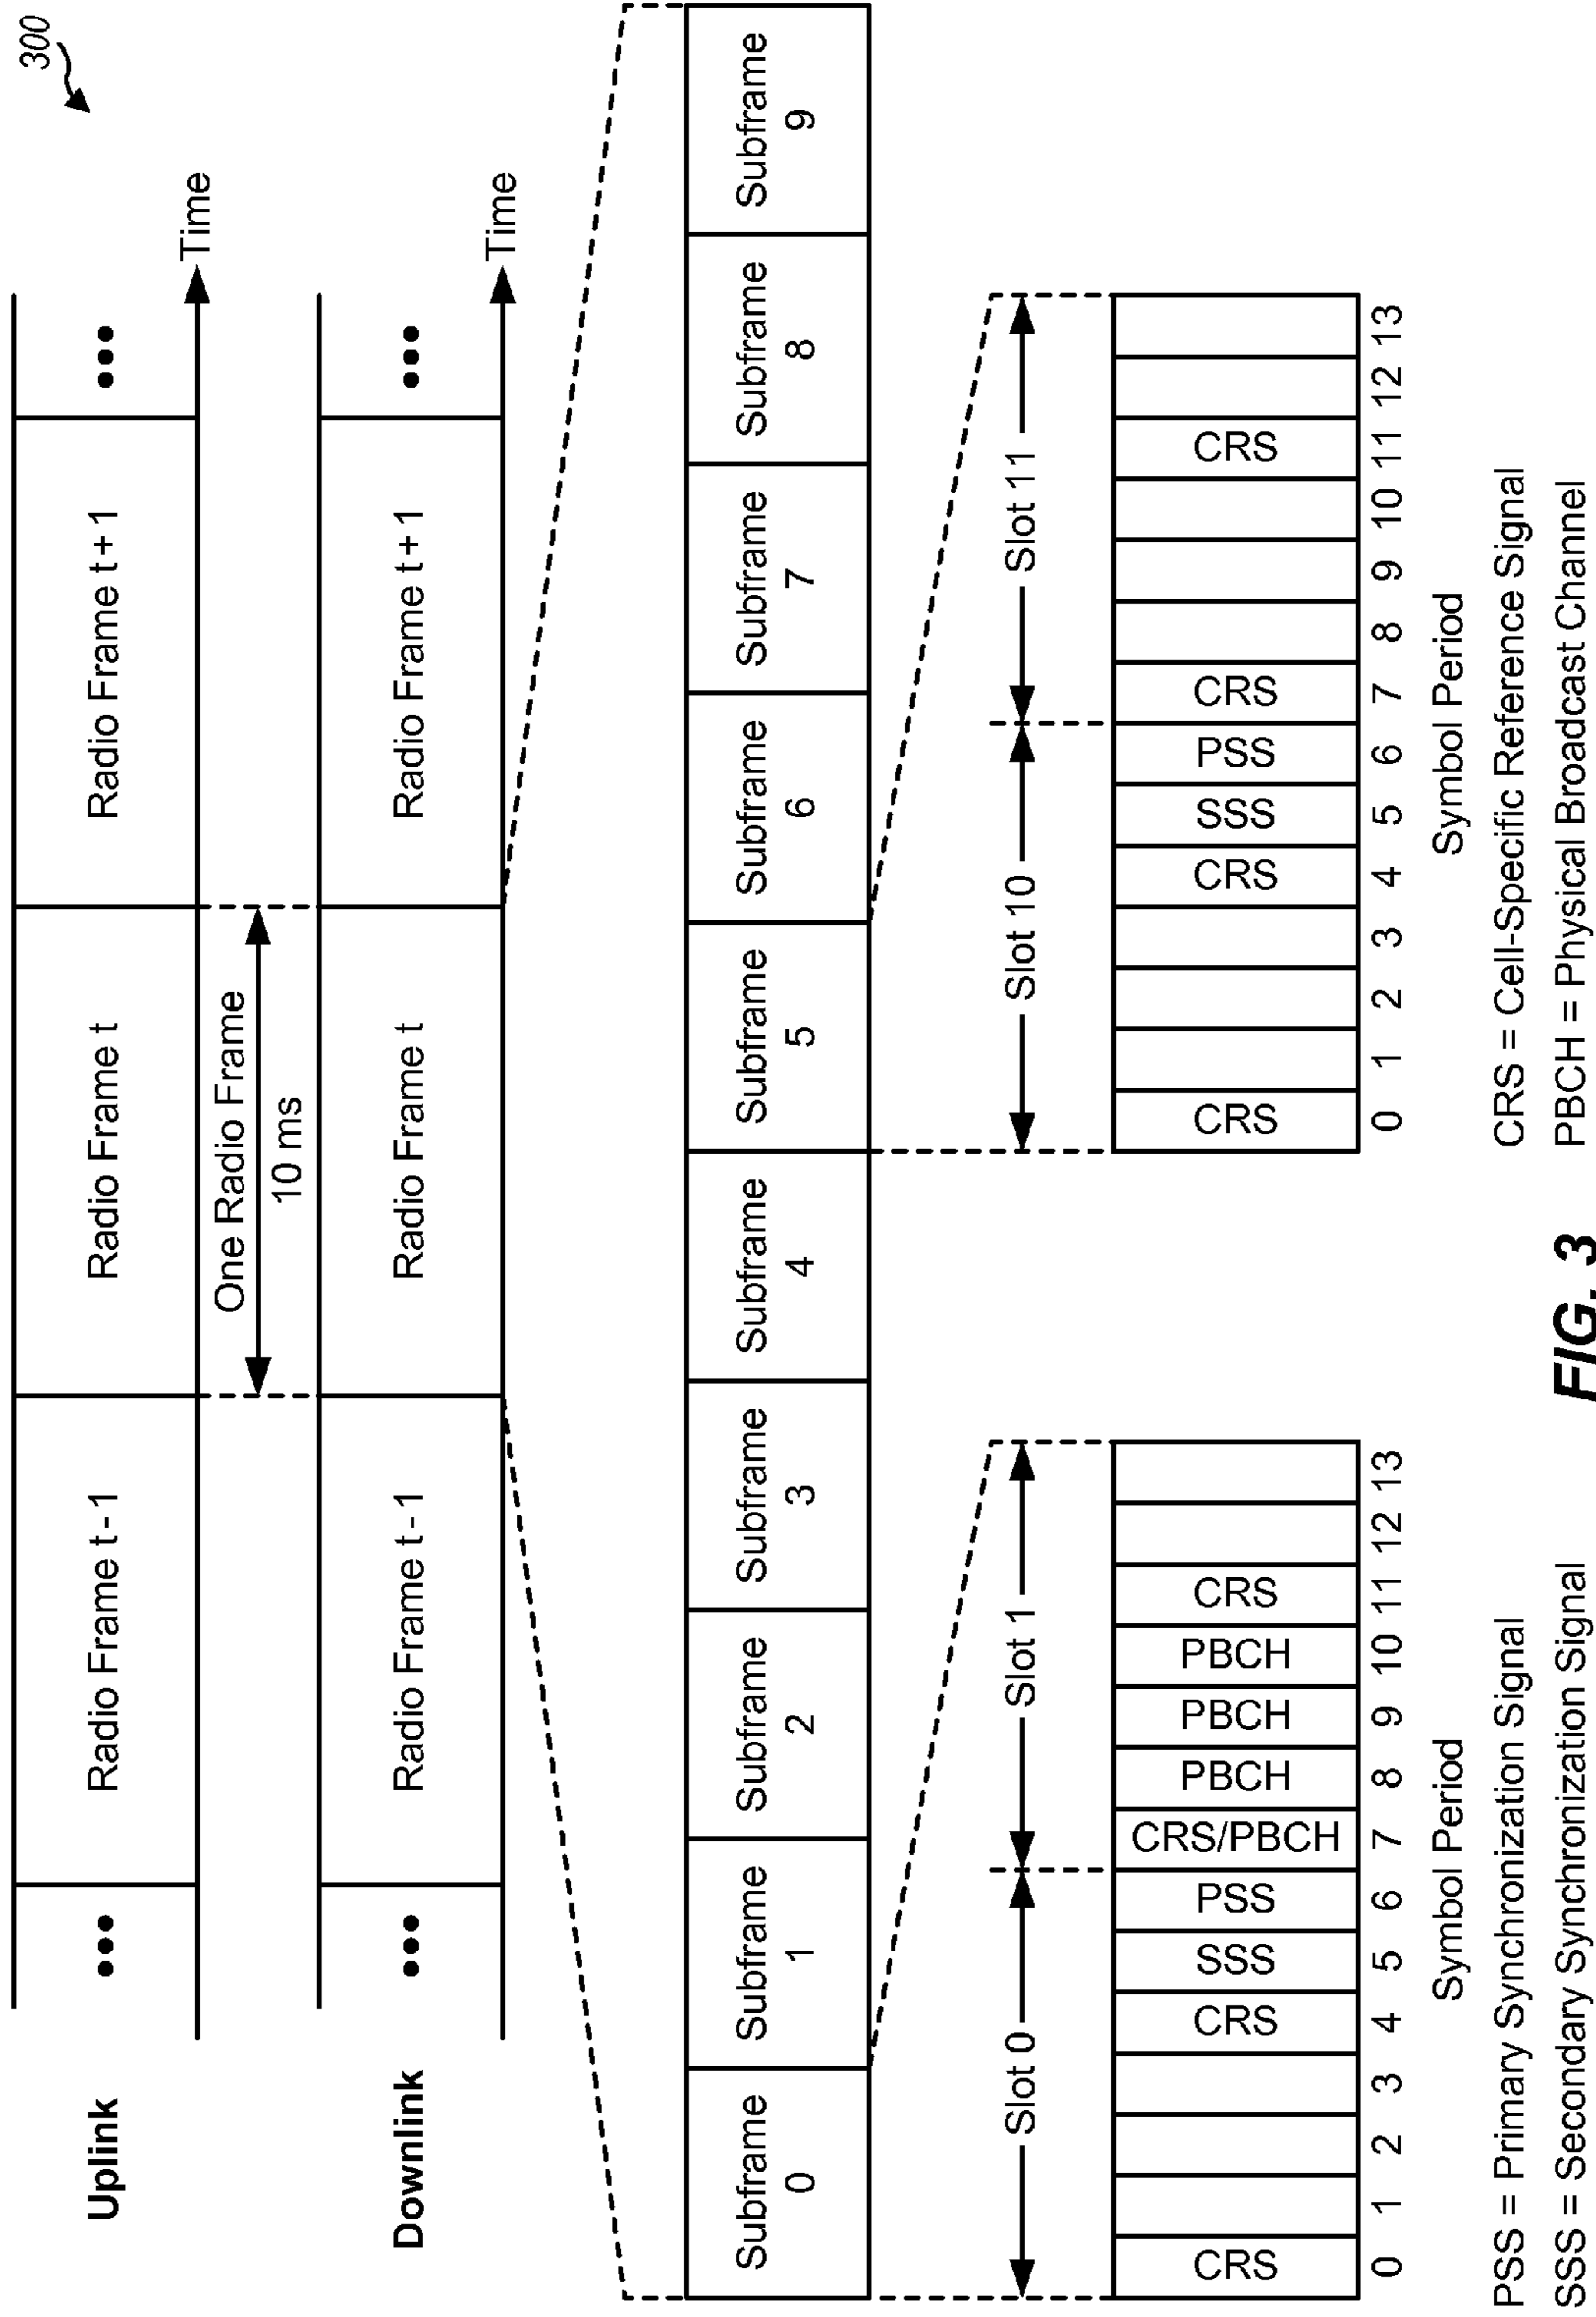 300
Uplink
••• Radio Frame t-1 Radio Frame t Radio Frame t+1 •••
Time
One Radio Frame
10 ms
Downlink
••• Radio Frame t-1 Radio Frame t Radio Frame t+1 •••
Time
Subframe 0
Subframe 1
Subframe 2
Subframe 3
Subframe 4
Subframe 5
Subframe 6
Subframe 7
Subframe 8
Subframe 9
Slot 0 Slot 1
CRS CRS SSS PSS CRS/PBCH PBCH PBCH PBCH CRS
0 1 2 3 4 5 6 7 8 9 10 11 12 13
Symbol Period
Slot 10 Slot 11
CRS CRS SSS PSS CRS CRS
0 1 2 3 4 5 6 7 8 9 10 11 12 13
Symbol Period
PSS = Primary Synchronization Signal
SSS = Secondary Synchronization Signal
CRS = Cell-Specific Reference Signal
PBCH = Physical Broadcast Channel
FIG. 3